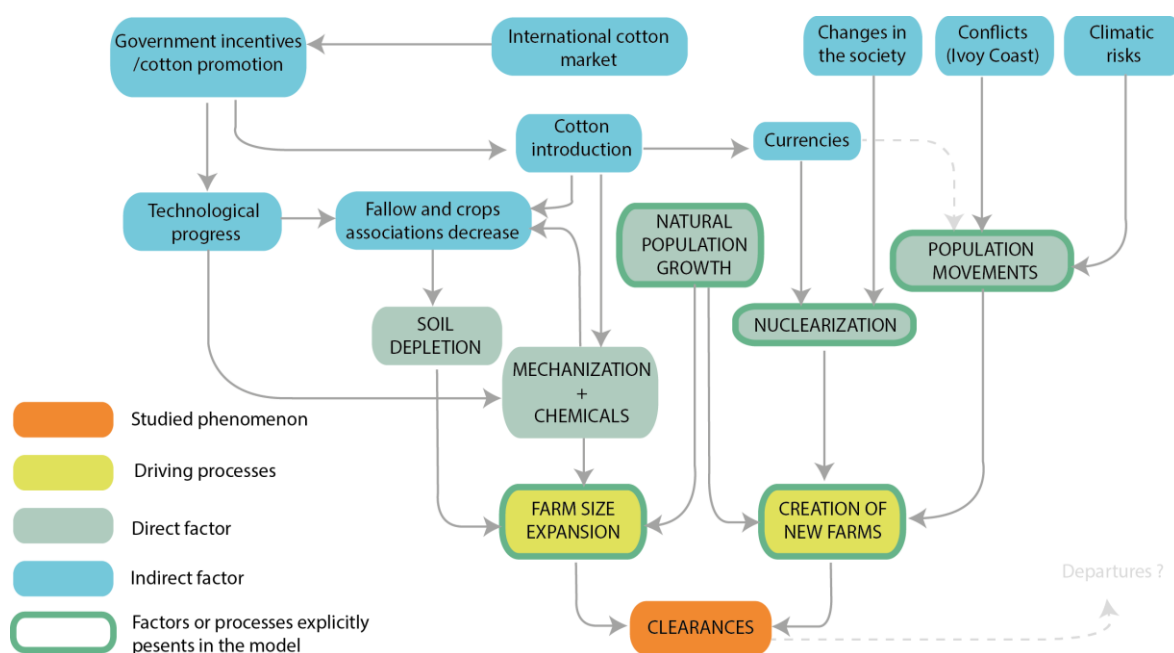 Government incentives
/cotton promotion
International cotton
market
Changes in
the society
Conflicts
(Ivoy Coast)
Climatic
risks
Cotton
introduction
Currencies
Technological
progress
Fallow and crops
associations decrease
NATURAL
POPULATION
GROWTH
POPULATION
MOVEMENTS
SOIL
DEPLETION
NUCLEARIZATION
MECHANIZATION
+
CHEMICALS
Studied phenomenon
Driving processes
Direct factor
Indirect factor
Factors or processes explicitly
pesents in the model
FARM SIZE
EXPANSION
CREATION OF
NEW FARMS
Departures ?
CLEARANCES